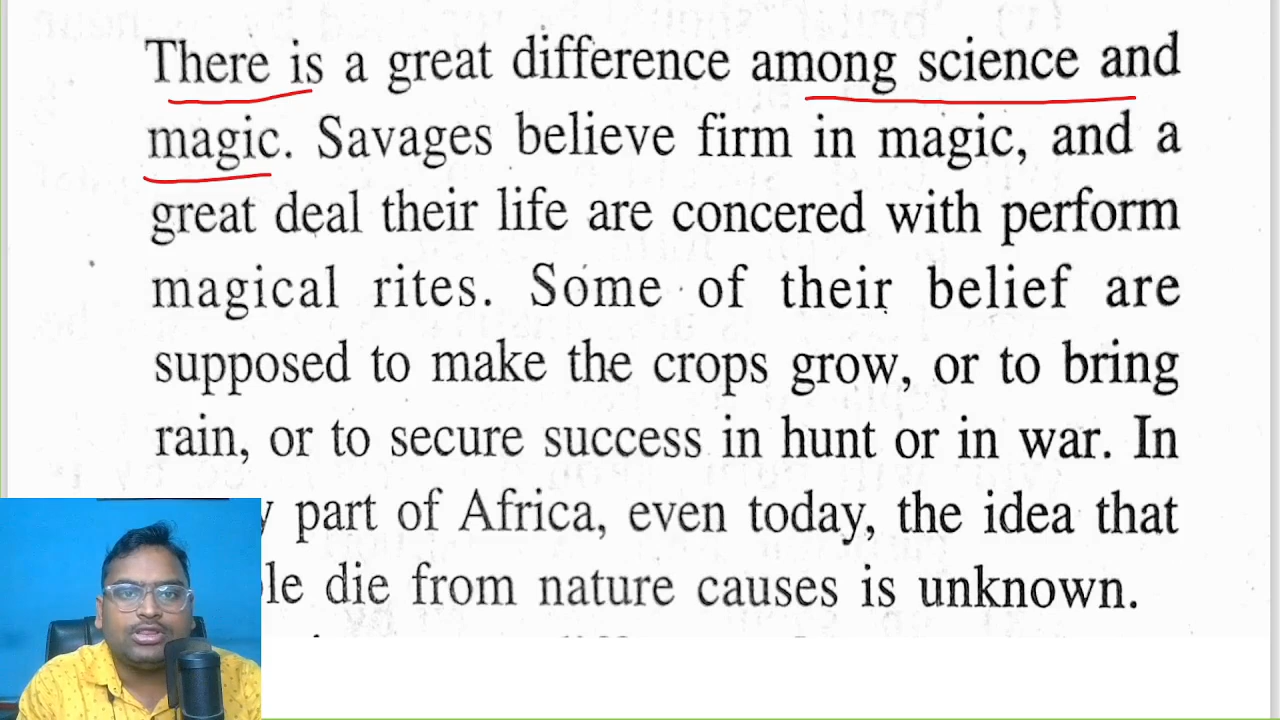 There is a great difference among science and
magic. Savages believe firm in magic, and a
great deal their life are concered with perform
magical rites. Some of their belief are
supposed to make the crops grow, or to bring
rain, or to secure success in hunt or in war. In
part of Africa, even today, the idea that
die from nature causes is unknown.